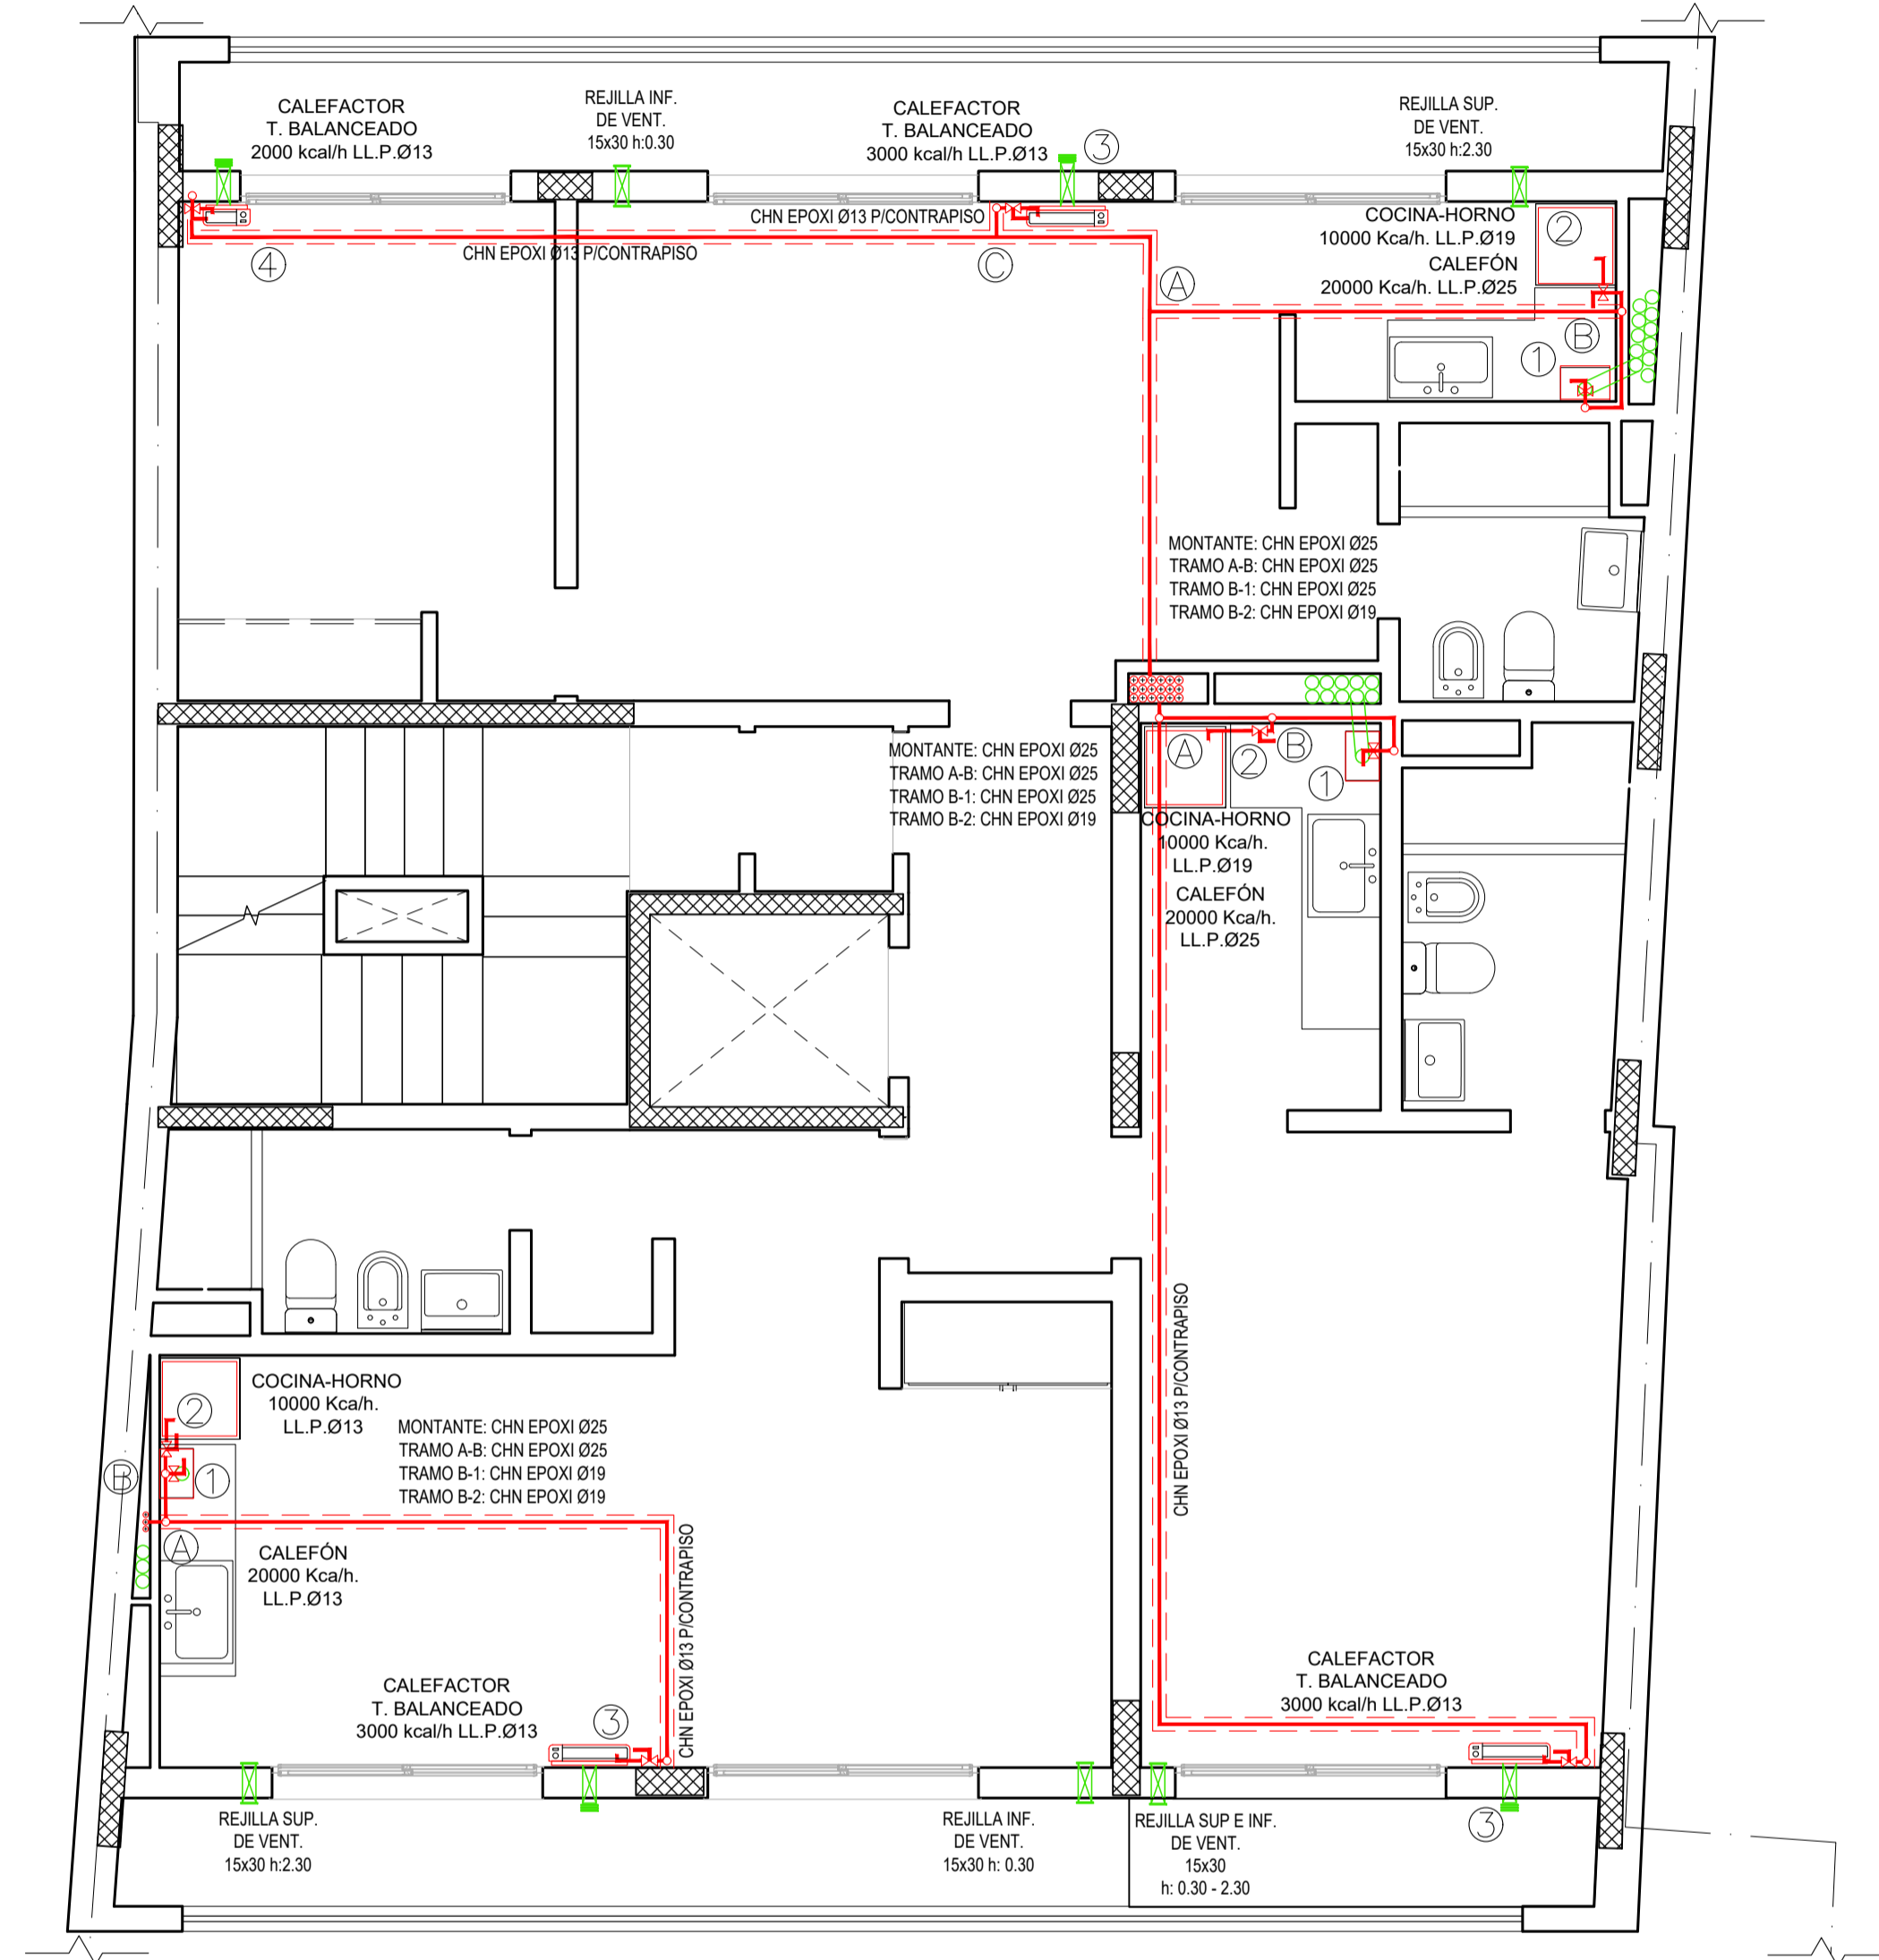 CALEFACTOR
T. BALANCEADO
2000 kcal/h LL.P.Ø13
REJILLA INF.
DE VENT.
15x30 h:0.30
CALEFACTOR
T. BALANCEADO
3000 kcal/h LL.P.Ø13
3
REJILLA SUP.
DE VENT.
15x30 h:2.30
CHN EPOXI Ø13 P/CONTRAPISO
CHN EPOXI Ø13 P/CONTRAPISO
4
C
A
COCINA-HORNO
10000 Kca/h. LL.P.Ø19
CALEFÓN
20000 Kca/h. LL.P.Ø25
2
B
1
MONTANTE: CHN EPOXI Ø25
TRAMO A-B: CHN EPOXI Ø25
TRAMO B-1: CHN EPOXI Ø25
TRAMO B-2: CHN EPOXI Ø19
MONTANTE: CHN EPOXI Ø25
TRAMO A-B: CHN EPOXI Ø25
TRAMO B-1: CHN EPOXI Ø25
TRAMO B-2: CHN EPOXI Ø19
A
2
B
1
COCINA-HORNO
10000 Kca/h.
LL.P.Ø19
CALEFÓN
20000 Kca/h.
LL.P.Ø25
CHN EPOXI Ø13 P/CONTRAPISO
COCINA-HORNO
10000 Kca/h.
LL.P.Ø13
2
B
1
A
MONTANTE: CHN EPOXI Ø25
TRAMO A-B: CHN EPOXI Ø25
TRAMO B-1: CHN EPOXI Ø19
TRAMO B-2: CHN EPOXI Ø19
CALEFÓN
20000 Kca/h.
LL.P.Ø13
CHN EPOXI Ø13 P/CONTRAPISO
CALEFACTOR
T. BALANCEADO
3000 kcal/h LL.P.Ø13
3
CALEFACTOR
T. BALANCEADO
3000 kcal/h LL.P.Ø13
3
REJILLA SUP.
DE VENT.
15x30 h:2.30
REJILLA INF.
DE VENT.
15x30 h: 0.30
REJILLA SUP E INF.
DE VENT.
15x30
h: 0.30 - 2.30